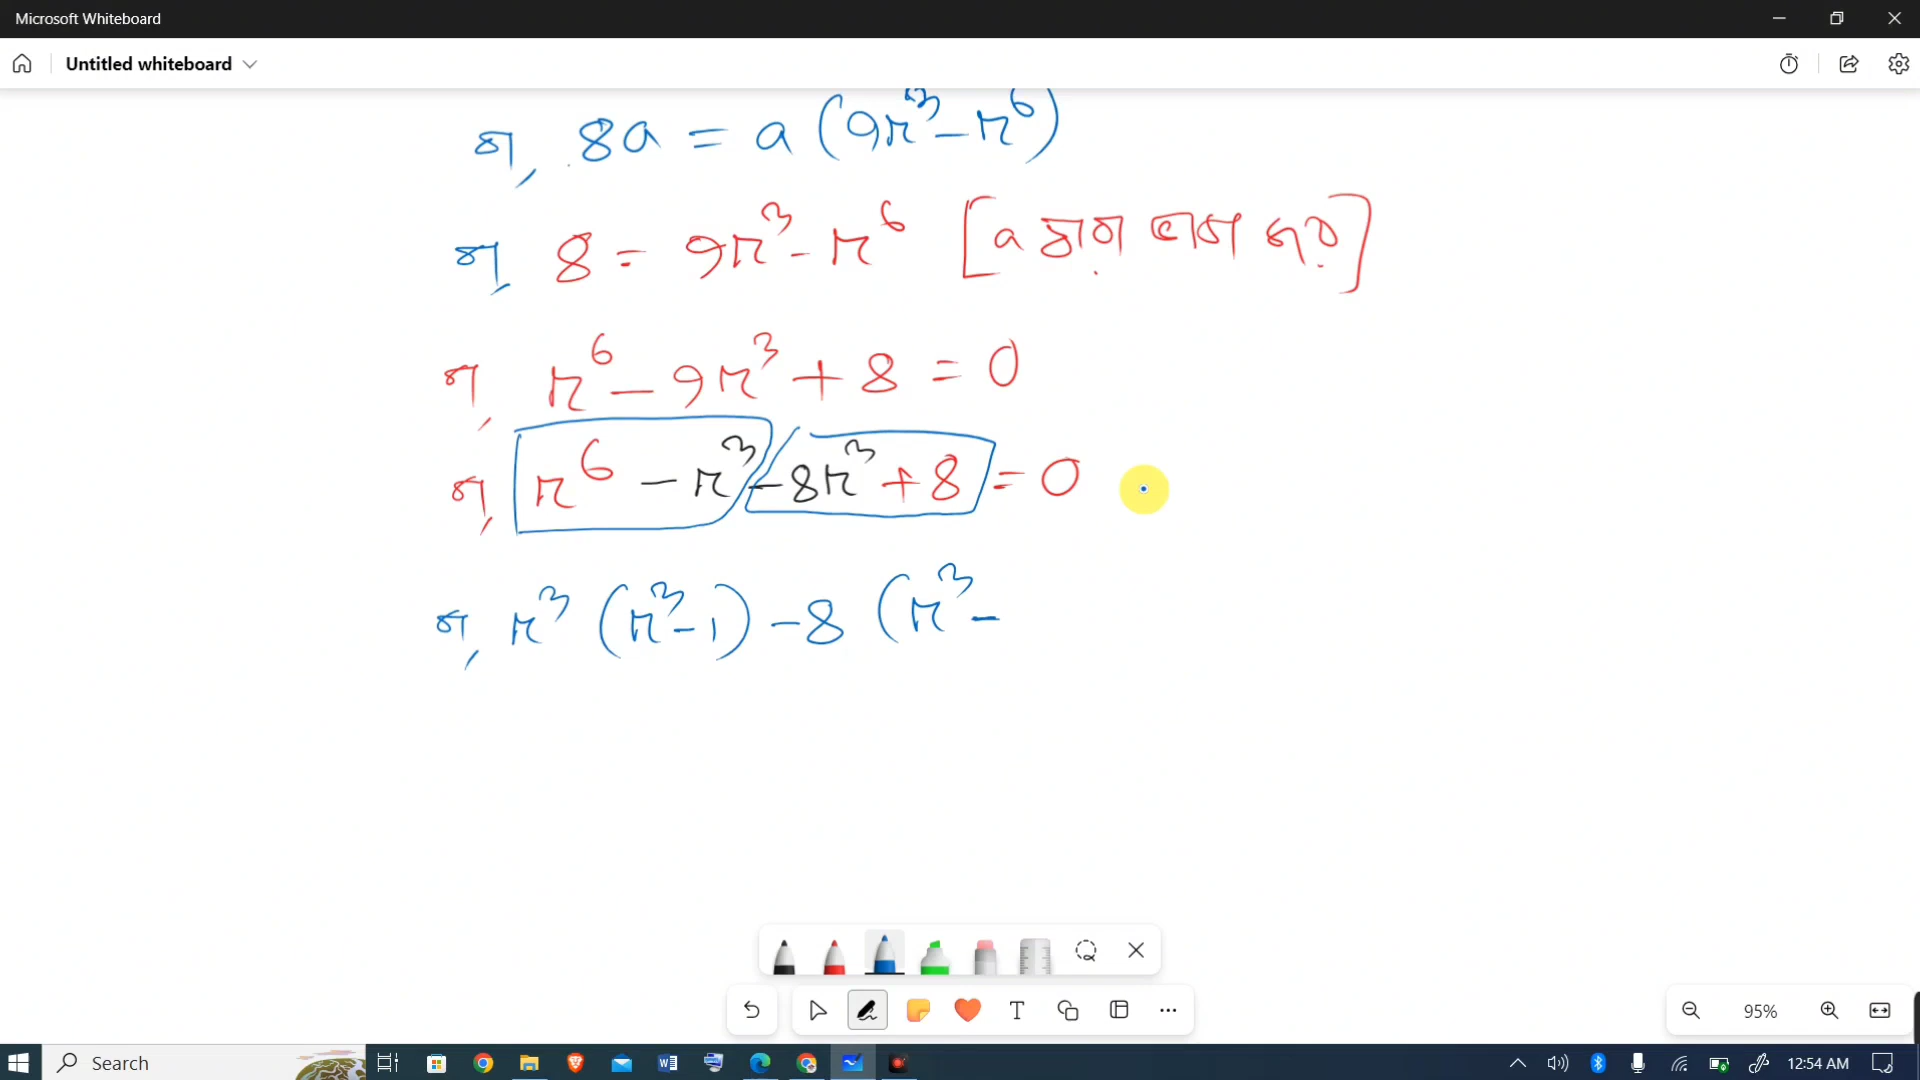 Microsoft Whiteboard
Untitled whiteboard
বা, 8a = a (9r³ – r⁶)
বা, 8 = 9r³ – r⁶ [a দ্বারা ভাগ করে]
বা, r⁶ – 9r³ + 8 = 0
বা, r⁶ – r³ – 8r³ + 8 = 0
বা, r³ (r³ – 1) – 8 (r³ –
95%
Search
12:54 AM